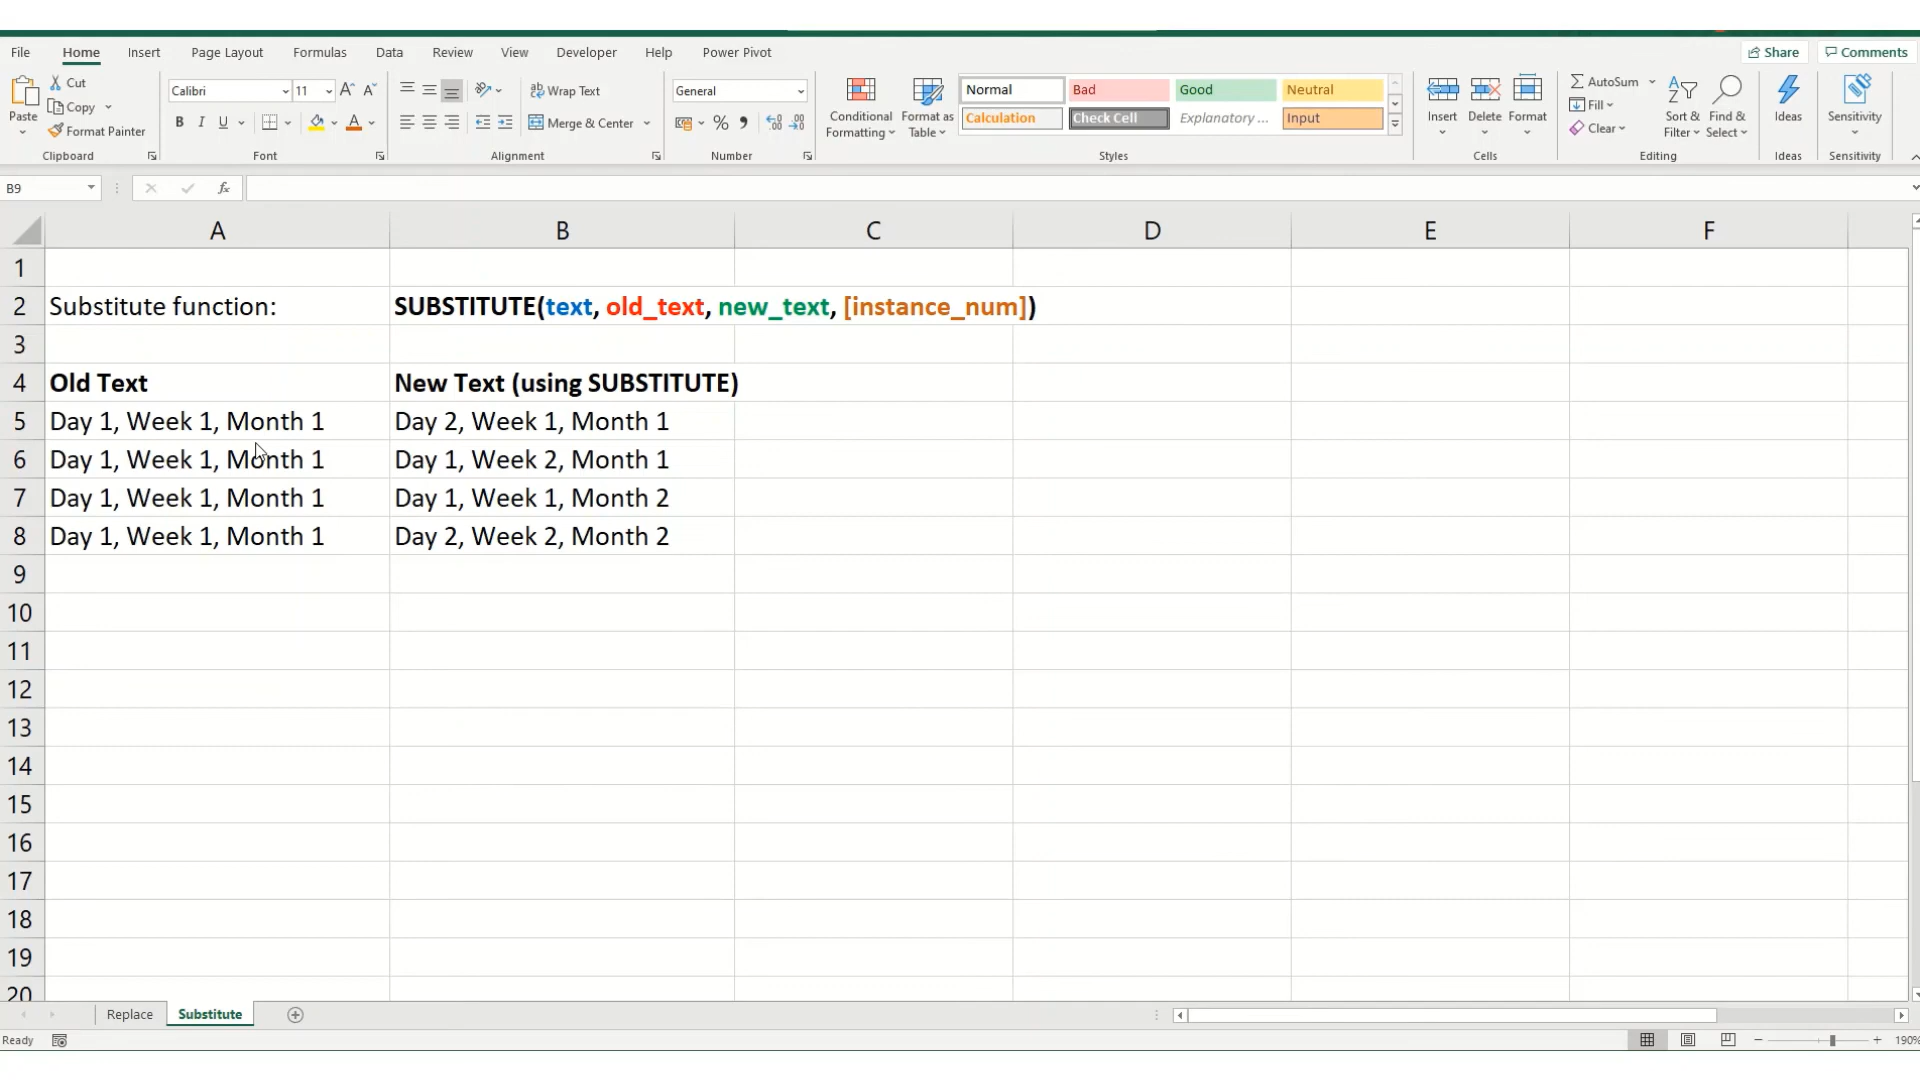 File Home Insert Page Layout Formulas Data Review View Developer Help Power Pivot Share Comments
Cut
Copy
Format Painter
Paste
Clipboard
Calibri 11
B I U
Font
Wrap Text
Merge & Center
Alignment
General
Number
Conditional Formatting
Format as Table
Normal Bad Good Neutral
Calculation Check Cell Explanatory ... Input
Styles
Insert Delete Format
Cells
AutoSum
Fill
Clear
Sort & Filter
Find & Select
Editing
Ideas
Ideas
Sensitivity
Sensitivity
B9 fx
A B C D E F
1
2 Substitute function: SUBSTITUTE(text, old_text, new_text, [instance_num])
3
4 Old Text New Text (using SUBSTITUTE)
5 Day 1, Week 1, Month 1 Day 2, Week 1, Month 1
6 Day 1, Week 1, Month 1 Day 1, Week 2, Month 1
7 Day 1, Week 1, Month 1 Day 1, Week 1, Month 2
8 Day 1, Week 1, Month 1 Day 2, Week 2, Month 2
9
10
11
12
13
14
15
16
17
18
19
20
Replace Substitute
Ready 190%